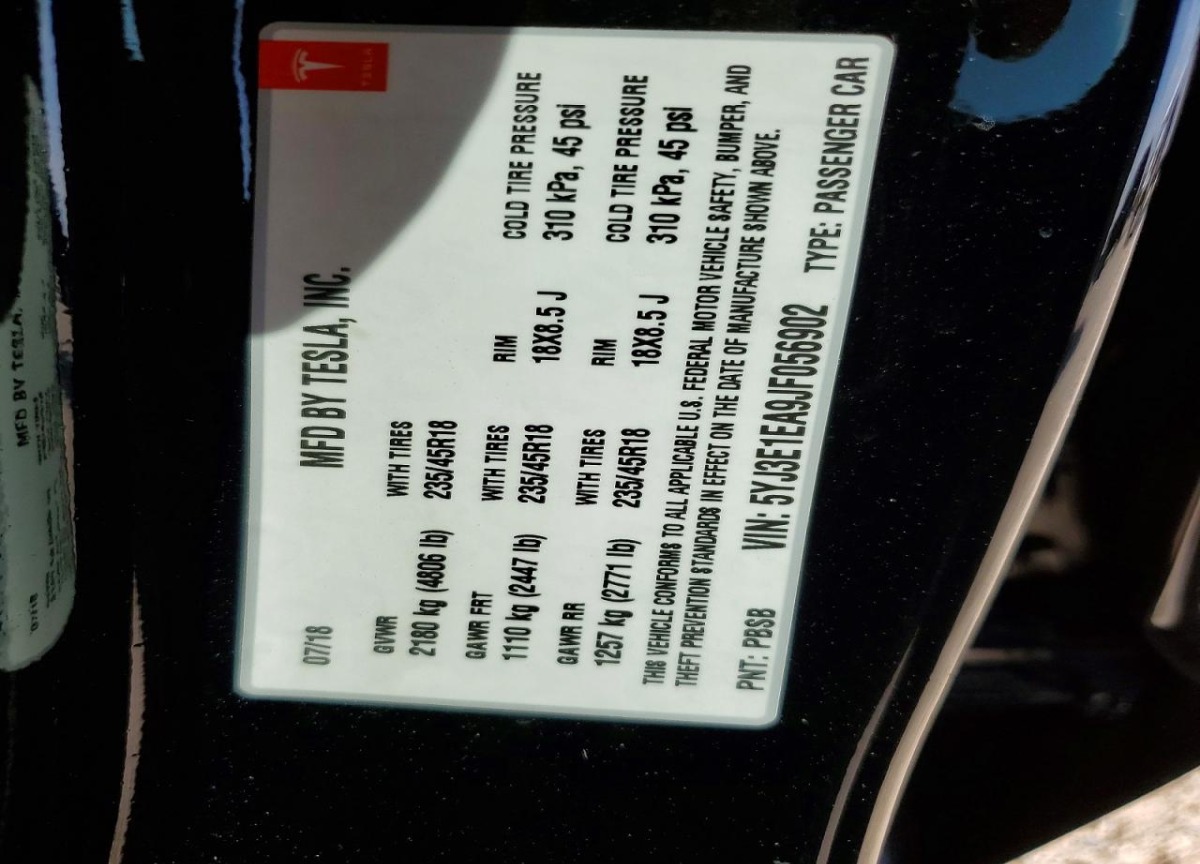 TESLA
07/18 MFD BY TESLA, INC.
GVWR WITH TIRES
2180 kg (4806 lb) 235/45R18
GAWR FRT WITH TIRES RIM COLD TIRE PRESSURE
1110 kg (2447 lb) 235/45R18 18X8.5 J 310 kPa, 45 psi
GAWR RR WITH TIRES RIM COLD TIRE PRESSURE
1257 kg (2771 lb) 235/45R18 18X8.5 J 310 kPa, 45 psi
THIS VEHICLE CONFORMS TO ALL APPLICABLE U.S. FEDERAL MOTOR VEHICLE SAFETY, BUMPER, AND
THEFT PREVENTION STANDARDS IN EFFECT ON THE DATE OF MANUFACTURE SHOWN ABOVE.
PNT: PBSB VIN: 5YJ3E1EA9JF056902 TYPE: PASSENGER CAR
07/18 MFD BY TESLA,